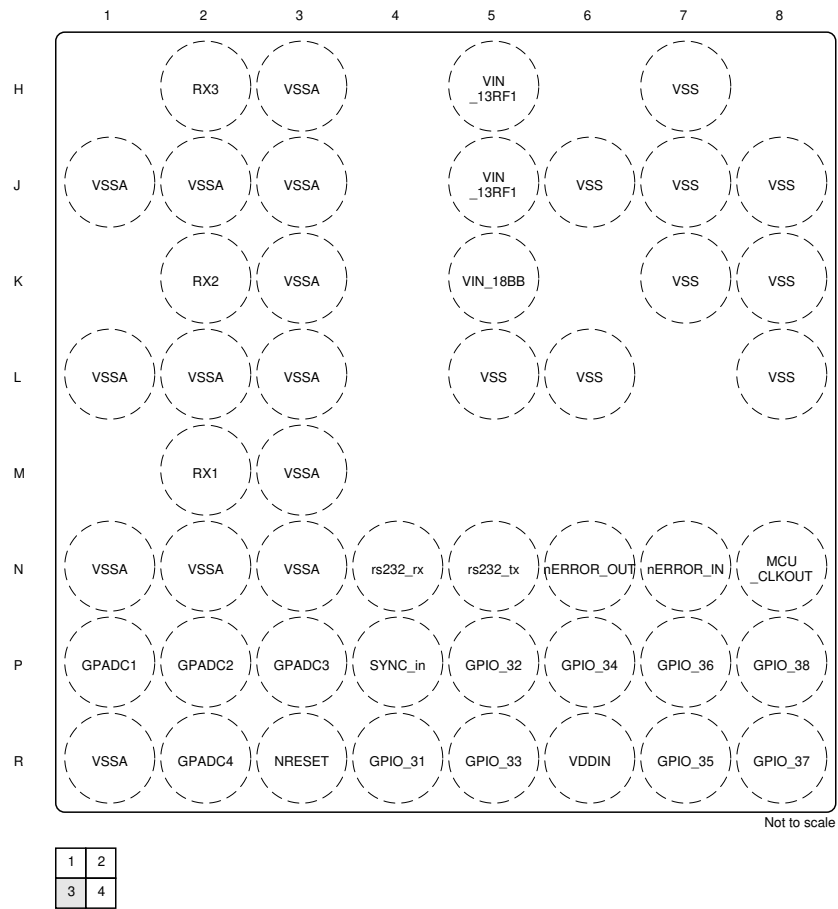 1 2 3 4 5 6 7 8
H RX3 VSSA VIN _13RF1 VSS
J VSSA VSSA VSSA VIN _13RF1 VSS VSS VSS
K RX2 VSSA VIN_18BB VSS VSS
L VSSA VSSA VSSA VSS VSS VSS
M RX1 VSSA
N VSSA VSSA VSSA rs232_rx rs232_tx nERROR_OUT nERROR_IN MCU _CLKOUT
P GPADC1 GPADC2 GPADC3 SYNC_in GPIO_32 GPIO_34 GPIO_36 GPIO_38
R VSSA GPADC4 NRESET GPIO_31 GPIO_33 VDDIN GPIO_35 GPIO_37
Not to scale
1 2
3 4